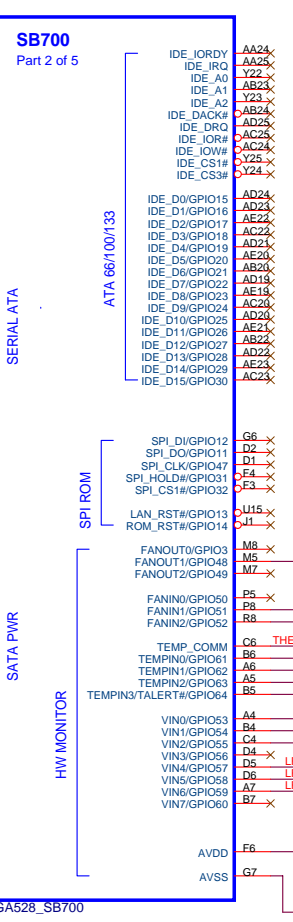 SB700
Part 2 of 5
SERIAL ATA
SATA PWR
ATA 66/100/133
IDE_IORDY AA24
IDE_IRQ AA25
IDE_A0 Y22
IDE_A1 AB23
IDE_A2 Y23
IDE_DACK# AB24
IDE_DRQ AD25
IDE_IOR# AC25
IDE_IOW# AC24
IDE_CS1# Y25
IDE_CS3# Y24
IDE_D0/GPIO15 AD24
IDE_D1/GPIO16 AD23
IDE_D2/GPIO17 AE22
IDE_D3/GPIO18 AC22
IDE_D4/GPIO19 AD21
IDE_D5/GPIO20 AE20
IDE_D6/GPIO21 AB20
IDE_D7/GPIO22 AD19
IDE_D8/GPIO23 AE19
IDE_D9/GPIO24 AC20
IDE_D10/GPIO25 AD20
IDE_D11/GPIO26 AE21
IDE_D12/GPIO27 AB22
IDE_D13/GPIO28 AD22
IDE_D14/GPIO29 AE23
IDE_D15/GPIO30 AC23
SPI ROM
SPI_DI/GPIO12 G6
SPI_DO/GPIO11 D2
SPI_CLK/GPIO47 D1
SPI_HOLD#/GPIO31 F4
SPI_CS1#/GPIO32 F3
LAN_RST#/GPIO13 U15
ROM_RST#/GPIO14 J1
HW MONITOR
FANOUT0/GPIO3 M8
FANOUT1/GPIO48 M5
FANOUT2/GPIO49 M7
FANIN0/GPIO50 P5
FANIN1/GPIO51 P8
FANIN2/GPIO52 R8
TEMP_COMM C6 THE
TEMPIN0/GPIO61 B6
TEMPIN1/GPIO62 A6
TEMPIN2/GPIO63 A5
TEMPIN3/TALERT#/GPIO64 B5
VIN0/GPIO53 A4
VIN1/GPIO54 B4
VIN2/GPIO55 C4
VIN3/GPIO56 D4
VIN4/GPIO57 D5
VIN5/GPIO58 D6
VIN6/GPIO59 A7
VIN7/GPIO60 B7
AVDD F6
AVSS G7
GA528_SB700